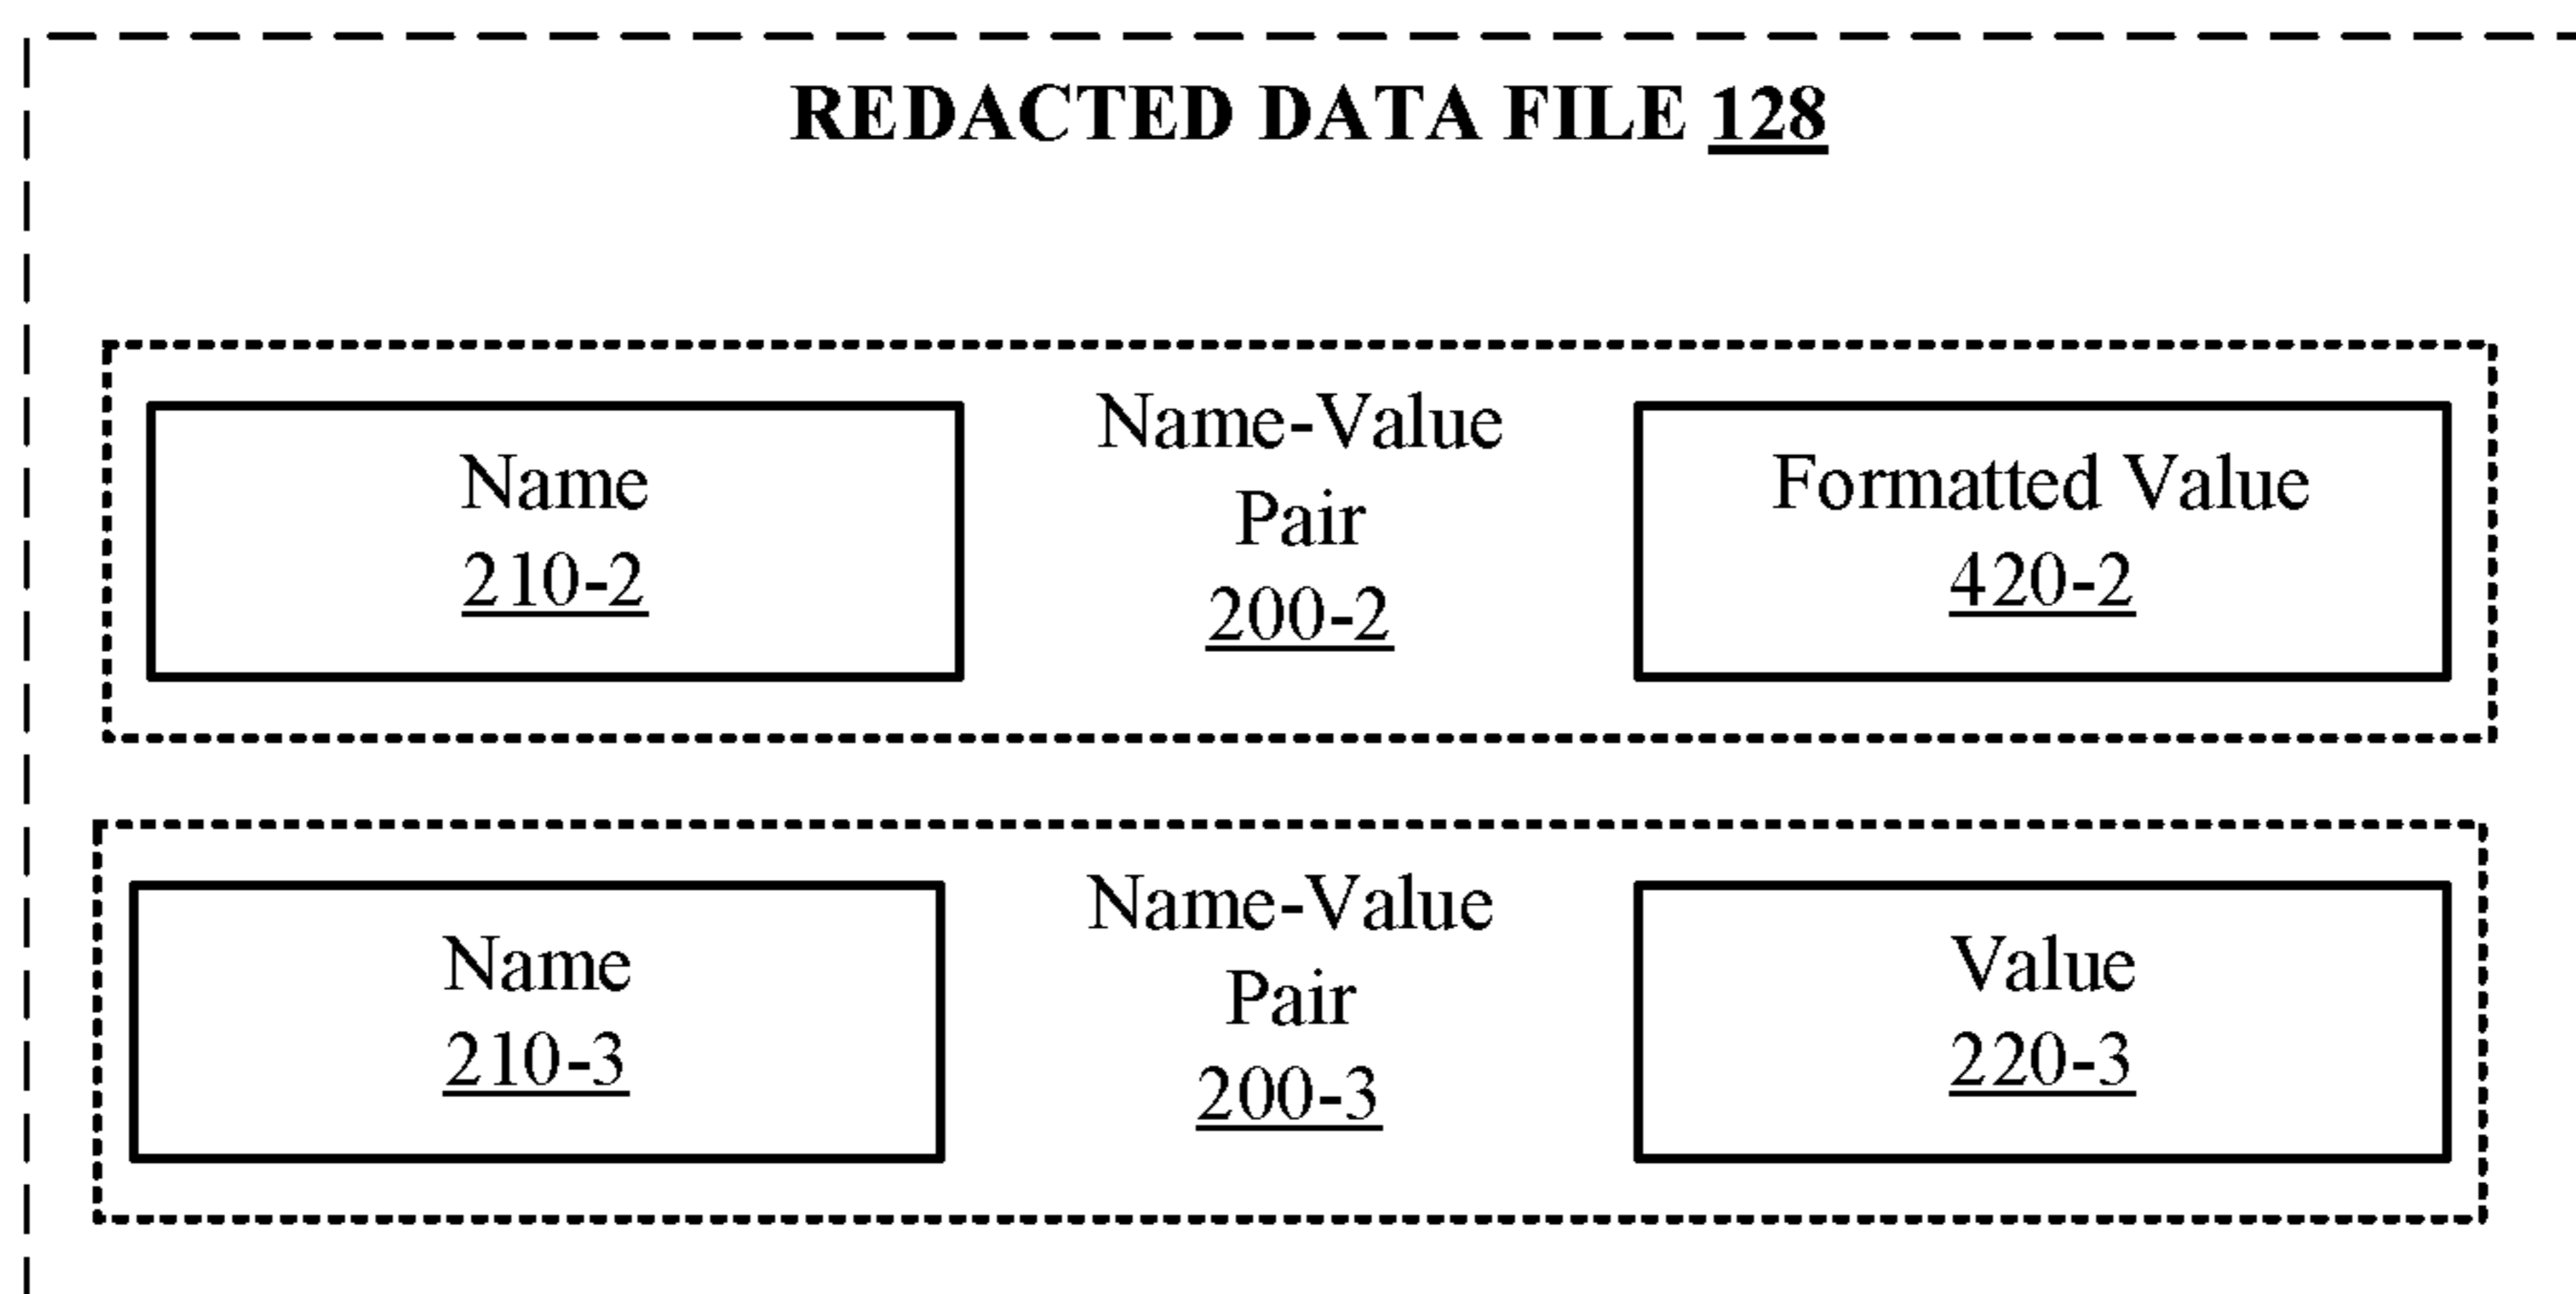 REDACTED DATA FILE 128
Name
210-2
Name-Value
Pair
200-2
Formatted Value
420-2
Name
210-3
Name-Value
Pair
200-3
Value
220-3